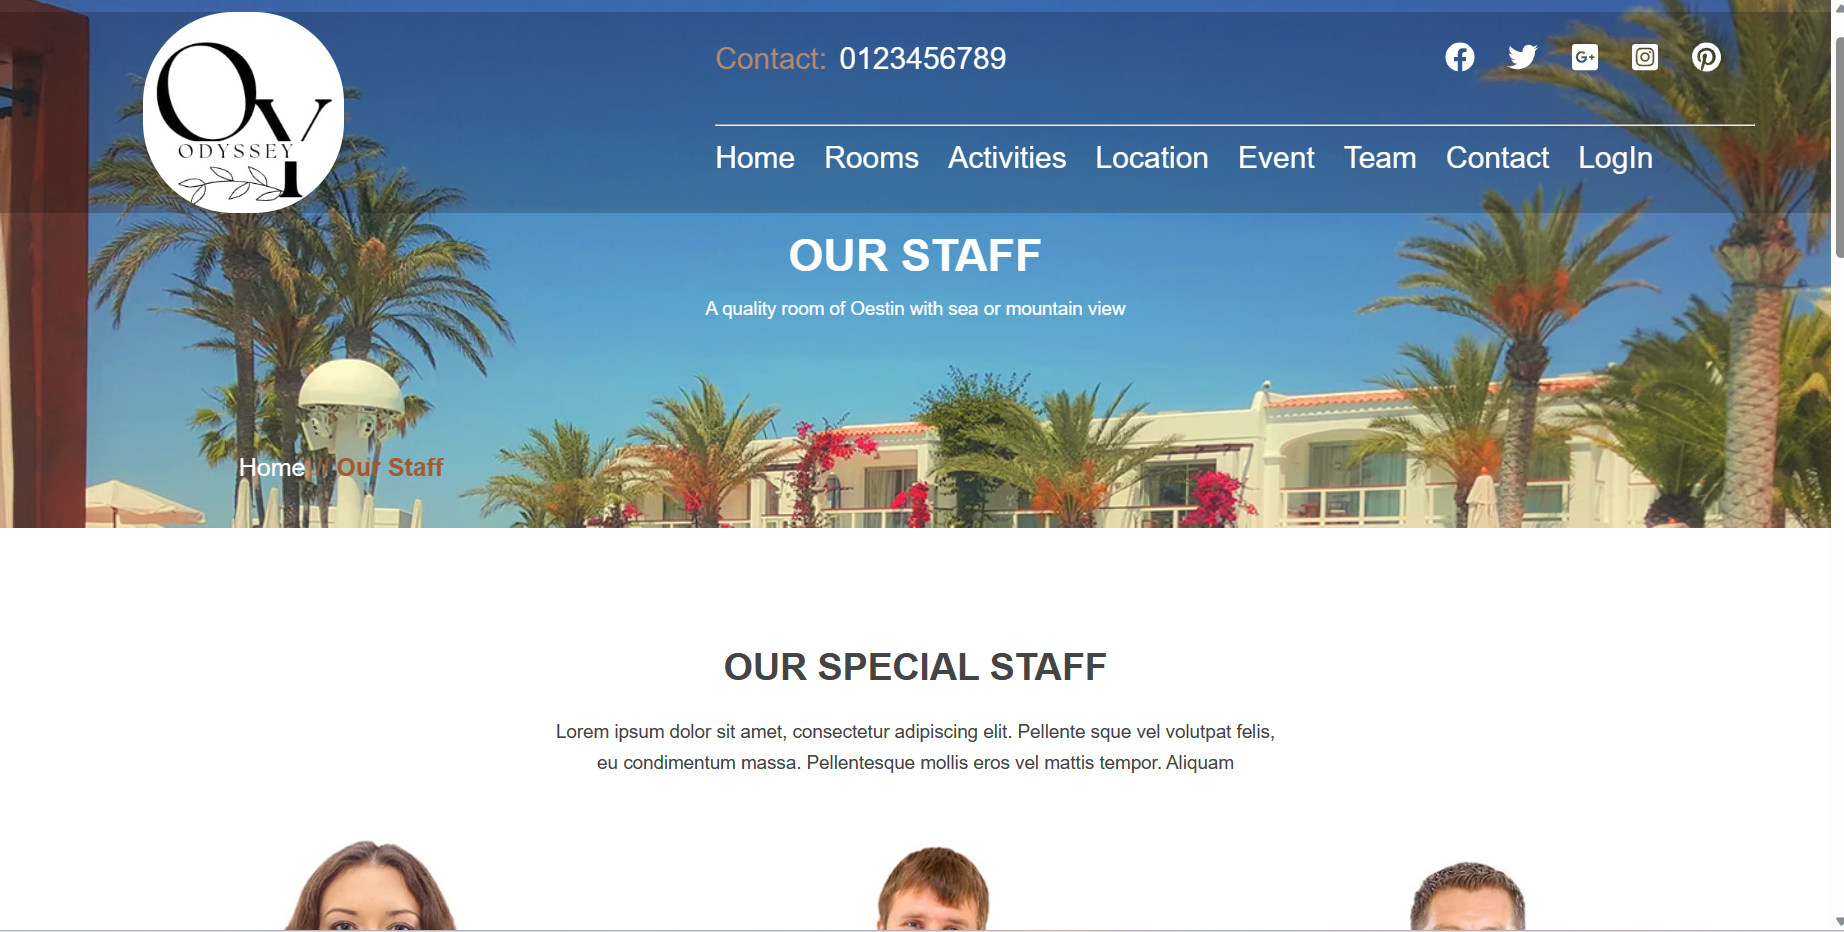 OY
ODYSSEY
Contact: 0123456789
Home Rooms Activities Location Event Team Contact LogIn
OUR STAFF
A quality room of Oestin with sea or mountain view
Home // Our Staff
OUR SPECIAL STAFF
Lorem ipsum dolor sit amet, consectetur adipiscing elit. Pellente sque vel volutpat felis,
eu condimentum massa. Pellentesque mollis eros vel mattis tempor. Aliquam